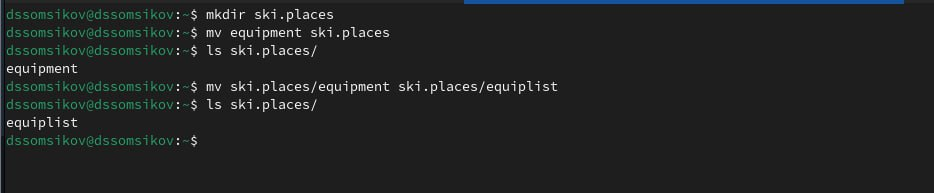 dssomsikov@dssomsikov:~$ mkdir ski.places
dssomsikov@dssomsikov:~$ mv equipment ski.places
dssomsikov@dssomsikov:~$ ls ski.places/
equipment
dssomsikov@dssomsikov:~$ mv ski.places/equipment ski.places/equiplist
dssomsikov@dssomsikov:~$ ls ski.places/
equiplist
dssomsikov@dssomsikov:~$